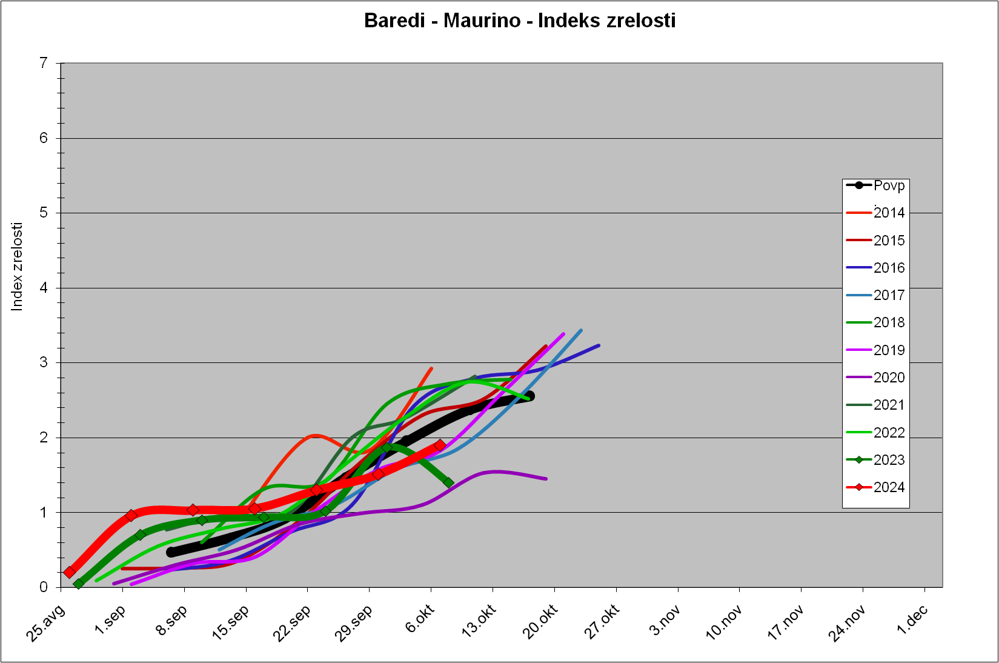 Baredi - Maurino - Indeks zrelosti
Index zrelosti
7
6
5
4
3
2
1
0
25.avg
1.sep
8.sep
15.sep
22.sep
29.sep
6.okt
13.okt
20.okt
27.okt
3.nov
10.nov
17.nov
24.nov
1.dec
Povp
.
2014
2015
2016
2017
2018
2019
2020
2021
2022
2023
2024